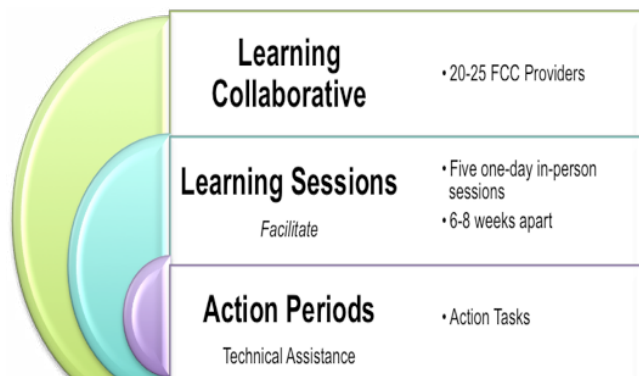 Learning
Collaborative
• 20-25 FCC Providers
Learning Sessions
Facilitate
• Five one-day in-person
sessions
• 6-8 weeks apart
Action Periods
Technical Assistance
• Action Tasks